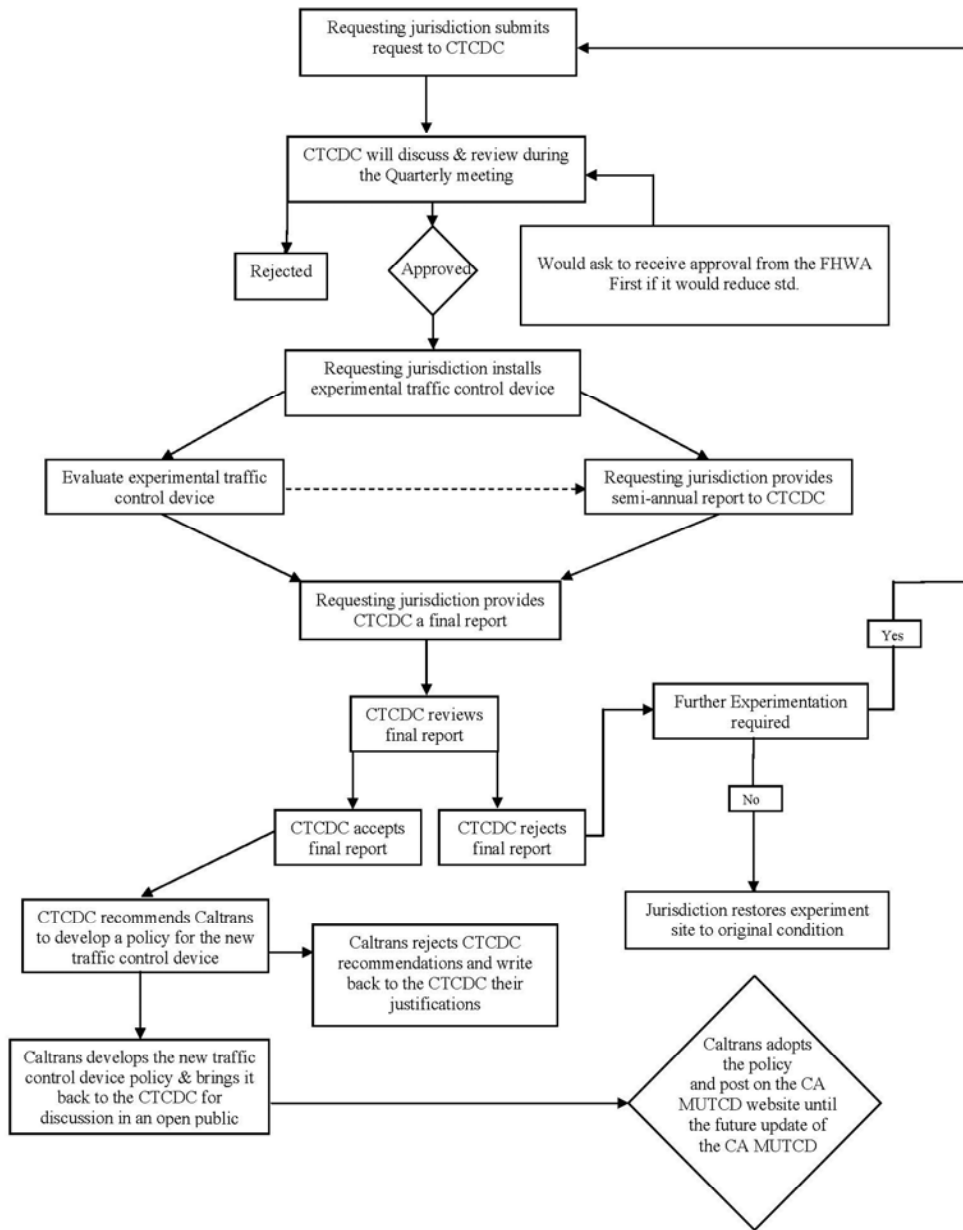 Requesting jurisdiction submits
request to CTCDC
CTCDC will discuss & review during
the Quarterly meeting
Rejected
Approved
Would ask to receive approval from the FHWA
First if it would reduce std.
Requesting jurisdiction installs
experimental traffic control device
Evaluate experimental traffic
control device
Requesting jurisdiction provides
semi-annual report to CTCDC
Requesting jurisdiction provides
CTCDC a final report
Yes
CTCDC reviews
final report
Further Experimentation
required
No
CTCDC accepts
final report
CTCDC rejects
final report
CTCDC recommends Caltrans
to develop a policy for the new
traffic control device
Caltrans rejects CTCDC
recommendations and write
back to the CTCDC their
justifications
Jurisdiction restores experiment
site to original condition
Caltrans develops the new traffic
control device policy & brings it
back to the CTCDC for
discussion in an open public
Caltrans adopts
the policy
and post on the CA
MUTCD website until
the future update of
the CA MUTCD